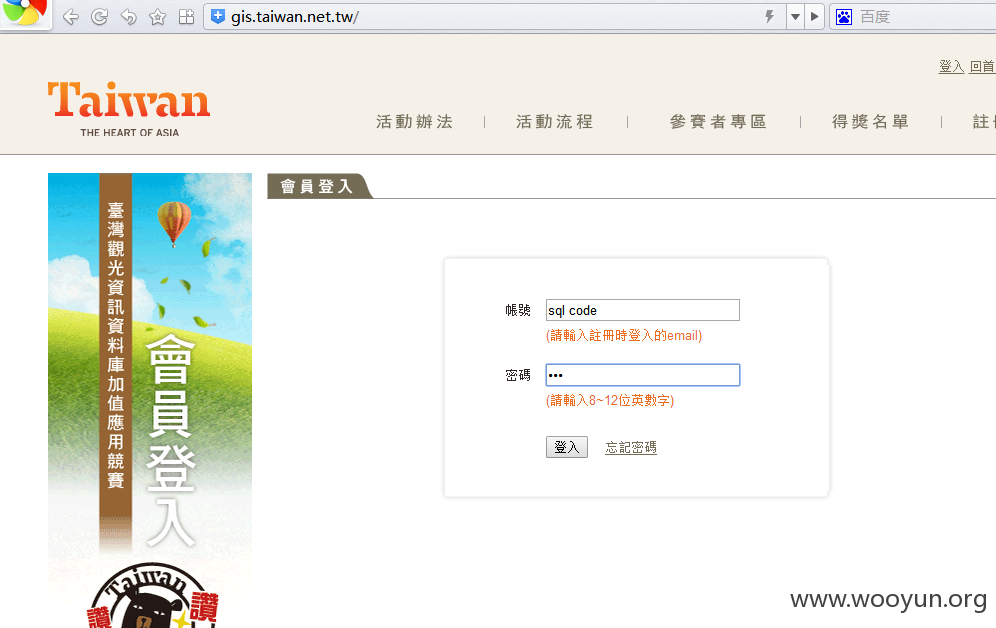 gis.taiwan.net.tw/
百度
登入 回首
Taiwan
THE HEART OF ASIA
活動辦法 | 活動流程 | 參賽者專區 | 得獎名單 | 註
會員登入
臺灣觀光資訊資料庫加值應用競賽
會員登入
帳號 sql code
(請輸入註冊時登入的email)
密碼 •••
(請輸入8~12位英數字)
登入 忘記密碼
Taiwan
讚 讚
www.wooyun.org